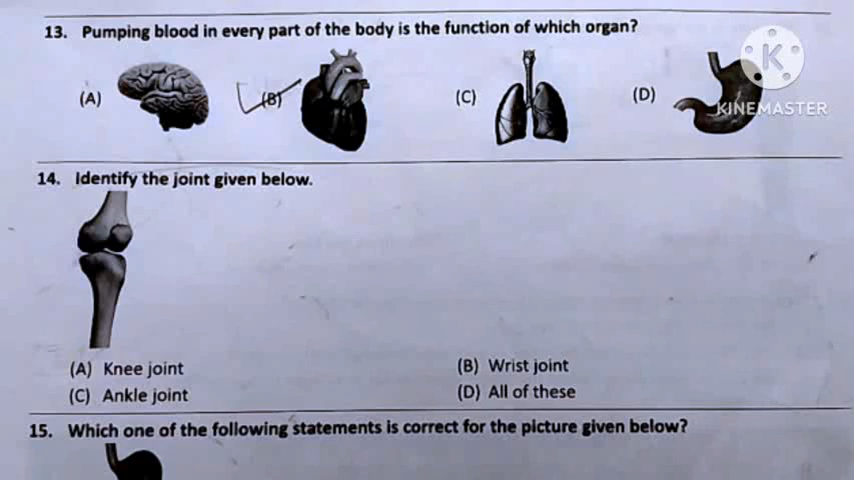 13. Pumping blood in every part of the body is the function of which organ?
(A) (B) (C) (D)
K
KINEMASTER
14. Identify the joint given below.
(A) Knee joint (B) Wrist joint
(C) Ankle joint (D) All of these
15. Which one of the following statements is correct for the picture given below?